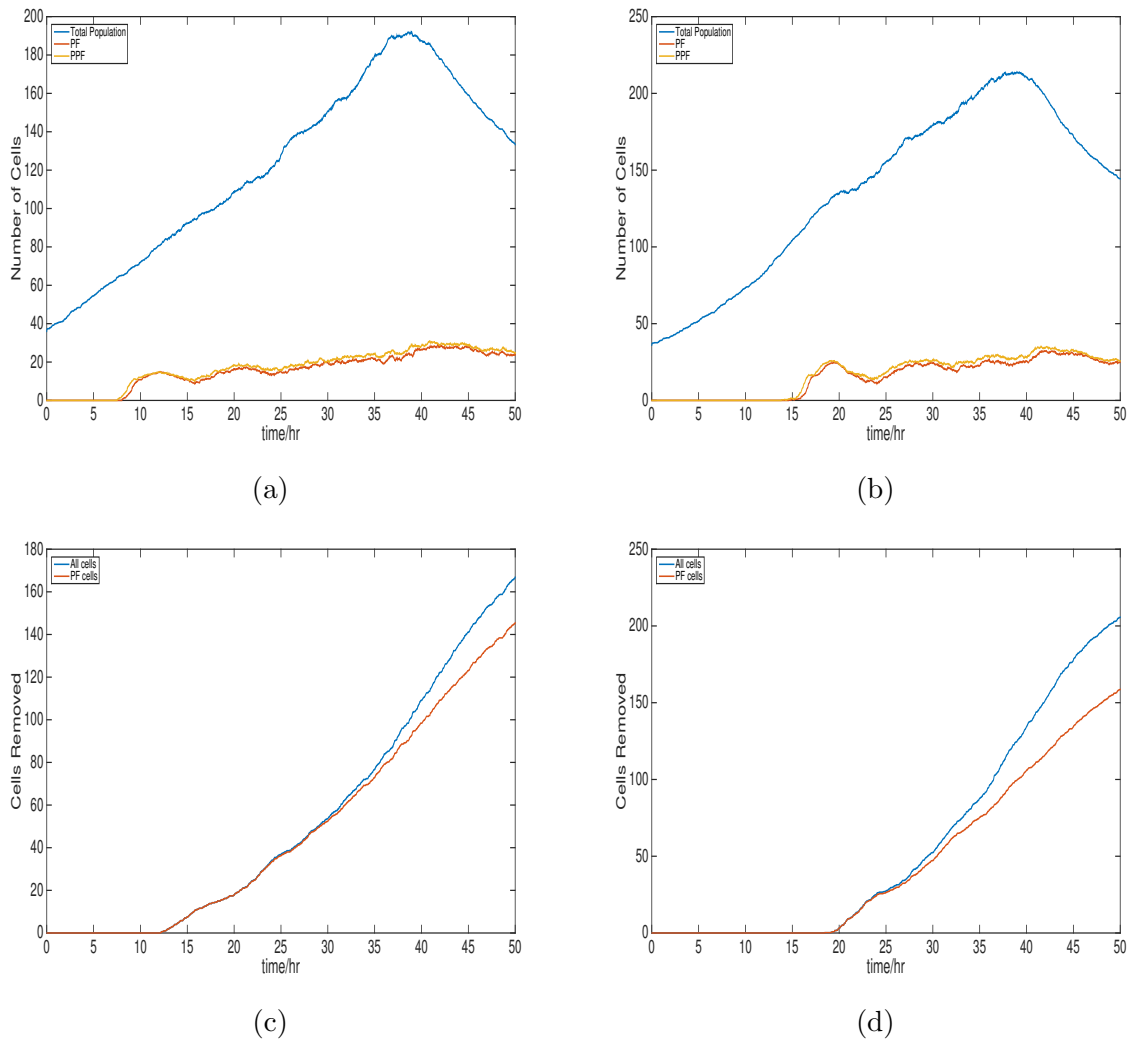 Total Population
PF
PPF
Number of Cells
200
180
160
140
120
100
80
60
40
20
0
0 5 10 15 20 25 30 35 40 45 50
time/hr
(a)
Total Population
PF
PPF
Number of Cells
250
200
150
100
50
0
0 5 10 15 20 25 30 35 40 45 50
time/hr
(b)
All cells
PF cells
Cells Removed
180
160
140
120
100
80
60
40
20
0
0 5 10 15 20 25 30 35 40 45 50
time/hr
(c)
All cells
PF cells
Cells Removed
250
200
150
100
50
0
0 5 10 15 20 25 30 35 40 45 50
time/hr
(d)